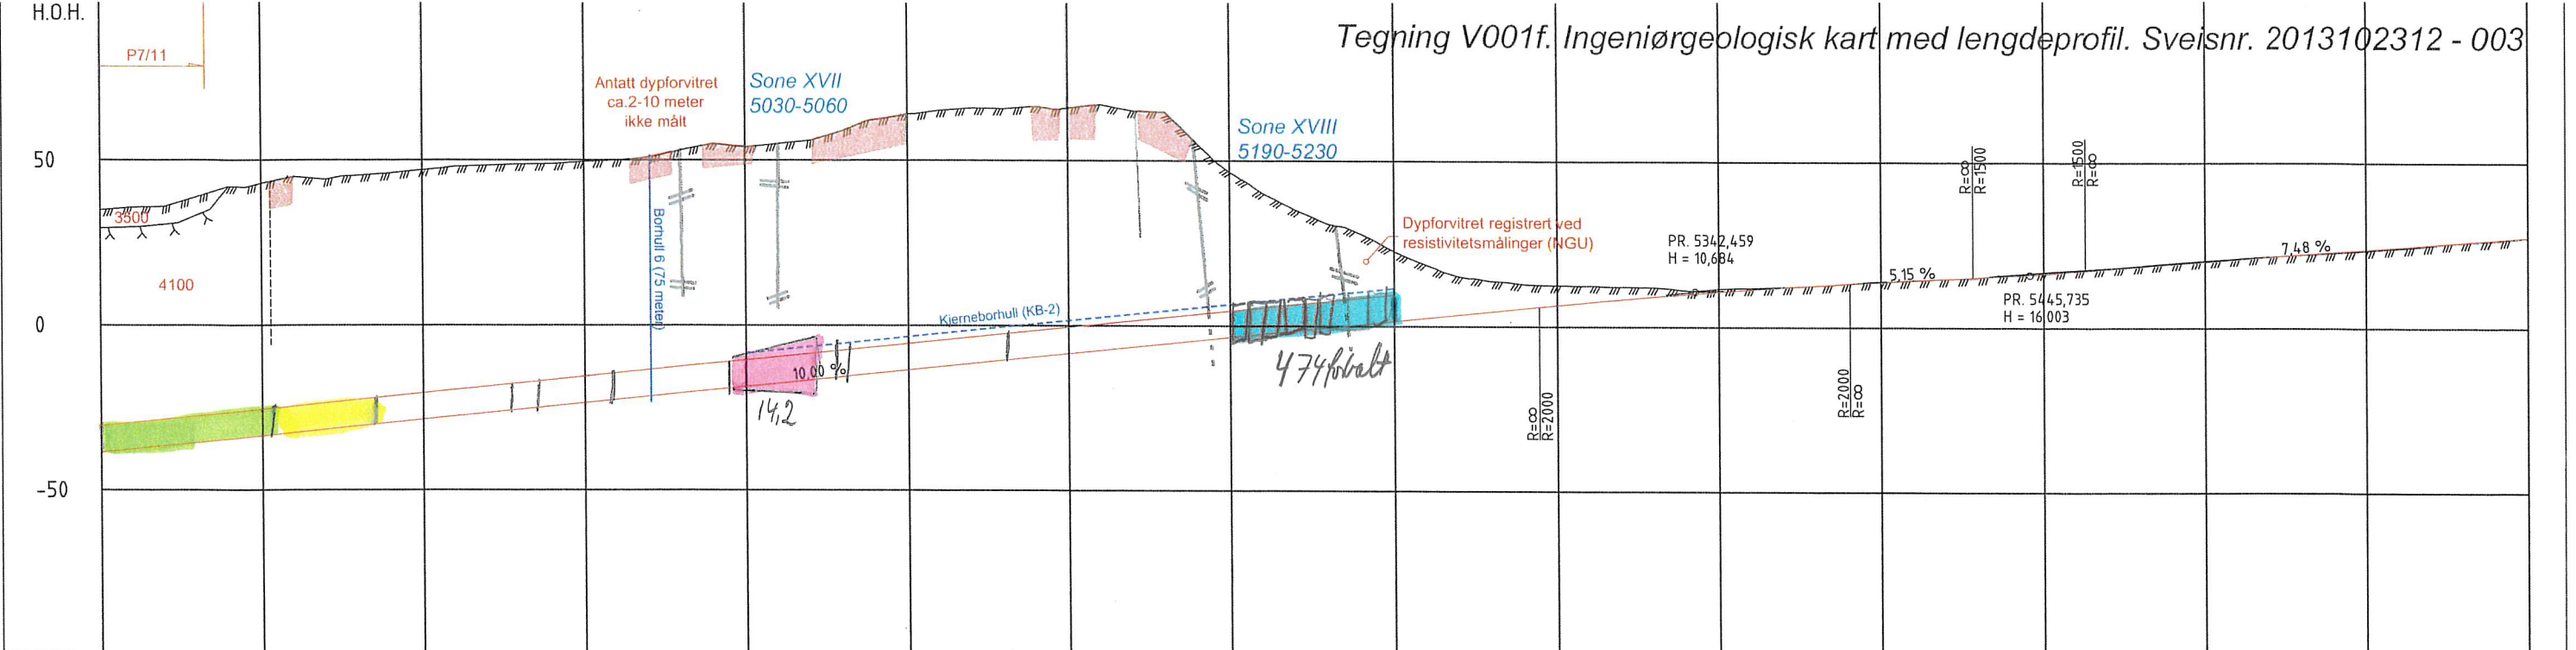 H.O.H.
Tegning V001f. Ingeniørgeologisk kart med lengdeprofil. Sveisnr. 2013102312 - 003
P7/11
Antatt dypforvitret
ca.2-10 meter
ikke målt
Sone XVII
5030-5060
Sone XVIII
5190-5230
50
3500
4100
Borhull 6 (75 meter)
Dypforvitret registrert ved
resistivitetsmålinger (NGU)
PR. 5342,459
H = 10,684
R=∞
R=1500
R=1500
R=∞
5,15 %
7,48 %
PR. 5445,735
H = 16,003
0
Kjerneborhull (KB-2)
10,00 %
14,2
474
R=∞
R=2000
R=2000
R=∞
-50